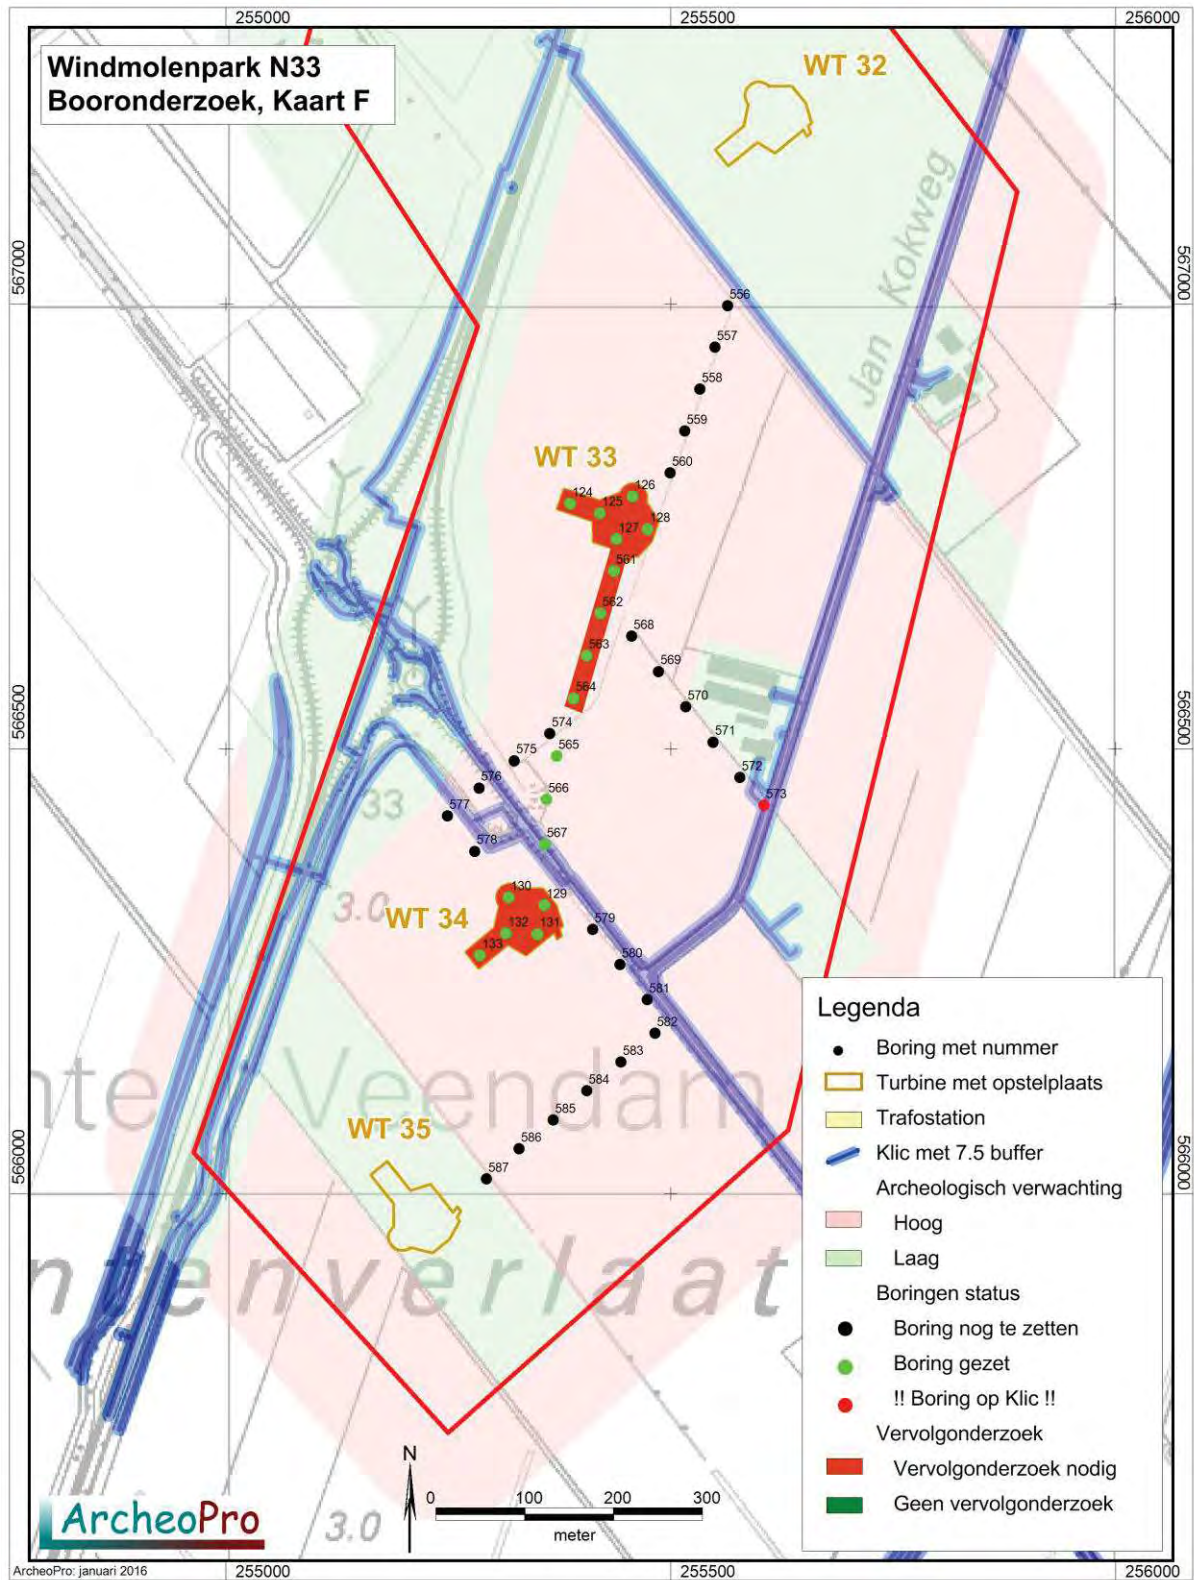 255000 255500 256000
Windmolenpark N33
Booronderzoek, Kaart F
WT 32
Jan Kokweg
567000 567000
556
557
558
559
560
WT 33
124
125
126
127
128
561
562
563
564
568
569
570
571
572
573
566500 566500
574
575
576
577
578
565
566
567
33
3.0
WT 34
130
129
132
131
133
579
580
581
582
583
584
585
586
587
nte Veendam
WT 35
566000 566000
ntenverlaat
3.0
Legenda
Boring met nummer
Turbine met opstelplaats
Trafostation
Klic met 7.5 buffer
Archeologisch verwachting
Hoog
Laag
Boringen status
Boring nog te zetten
Boring gezet
!! Boring op Klic !!
Vervolgonderzoek
Vervolgonderzoek nodig
Geen vervolgonderzoek
N
0 100 200 300
meter
ArcheoPro
ArcheoPro: januari 2016
255000 255500 256000